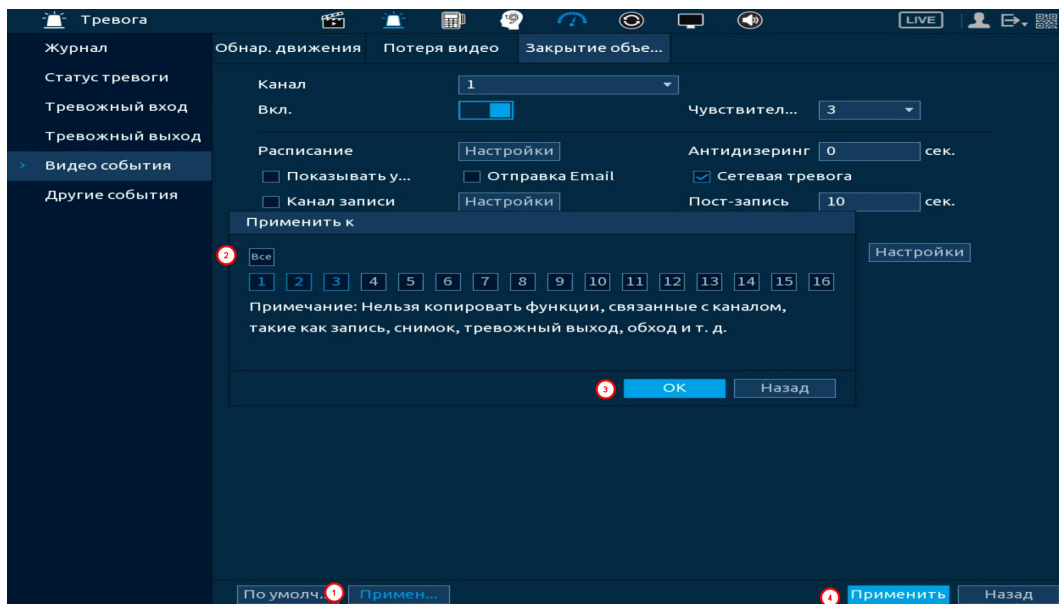 Тревога LIVE
Журнал
Статус тревоги
Тревожный вход
Тревожный выход
> Видео события
Другие события
Обнар. движения Потеря видео Закрытие объе...
Канал 1
Вкл. Чувствител... 3
Расписание Настройки Антидизеринг 0 сек.
Показывать у... Отправка Email Сетевая тревога
Канал записи Настройки Пост-запись 10 сек.
Настройки
Применить к
2 Все
1 2 3 4 5 6 7 8 9 10 11 12 13 14 15 16
Примечание: Нельзя копировать функции, связанные с каналом,
такие как запись, снимок, тревожный выход, обход и т. д.
3 OK Назад
По умолч. 1 Примен... 4 Применить Назад